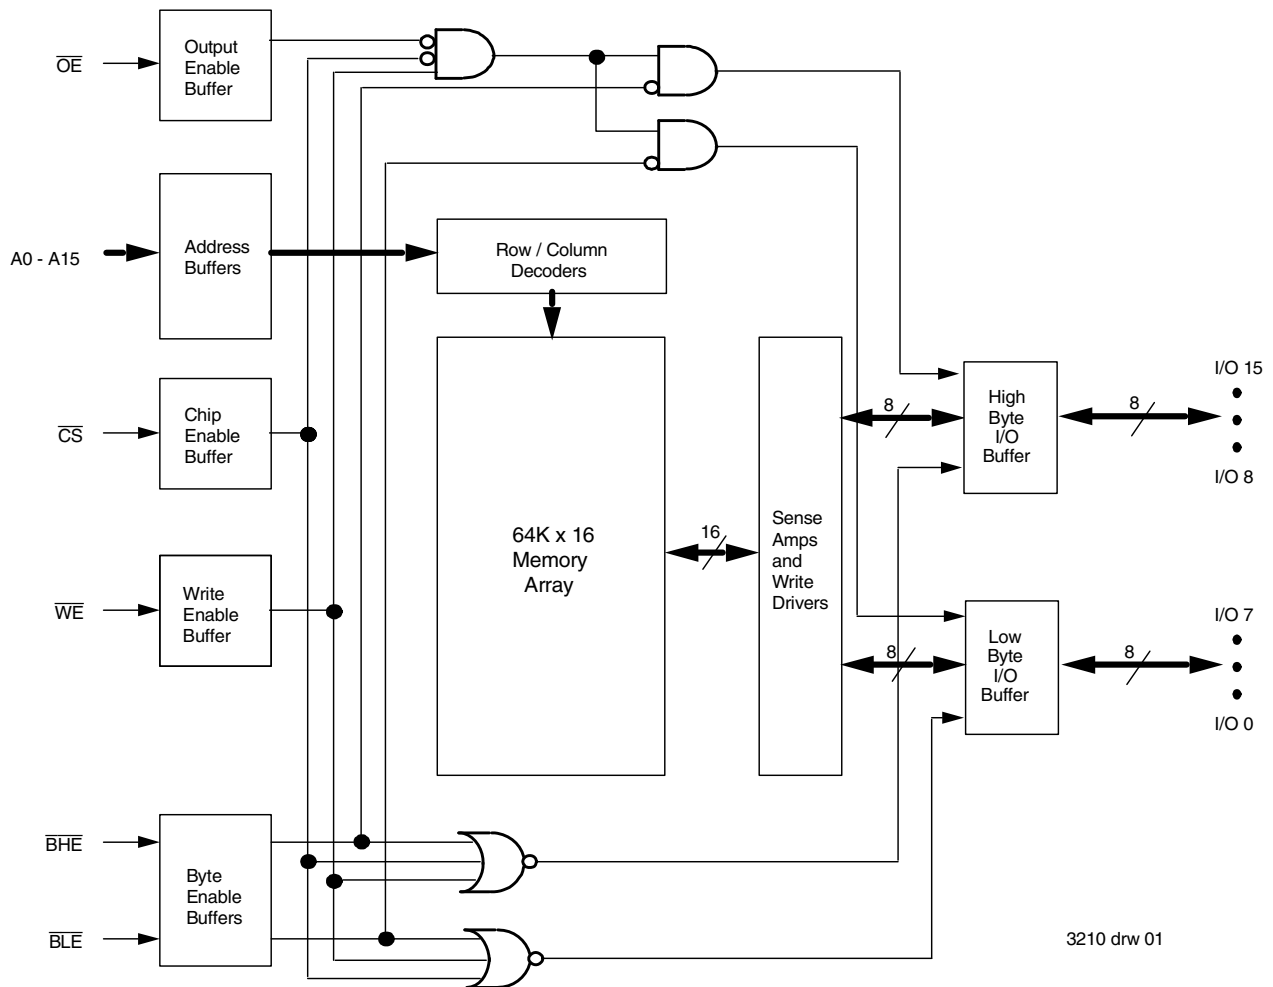 OE
Output
Enable
Buffer
A0 - A15
Address
Buffers
Row / Column
Decoders
CS
Chip
Enable
Buffer
WE
Write
Enable
Buffer
64K x 16
Memory
Array
16
Sense
Amps
and
Write
Drivers
8
High
Byte
I/O
Buffer
8
I/O 15
I/O 8
8
Low
Byte
I/O
Buffer
8
I/O 7
I/O 0
BHE
Byte
Enable
Buffers
BLE
3210 drw 01